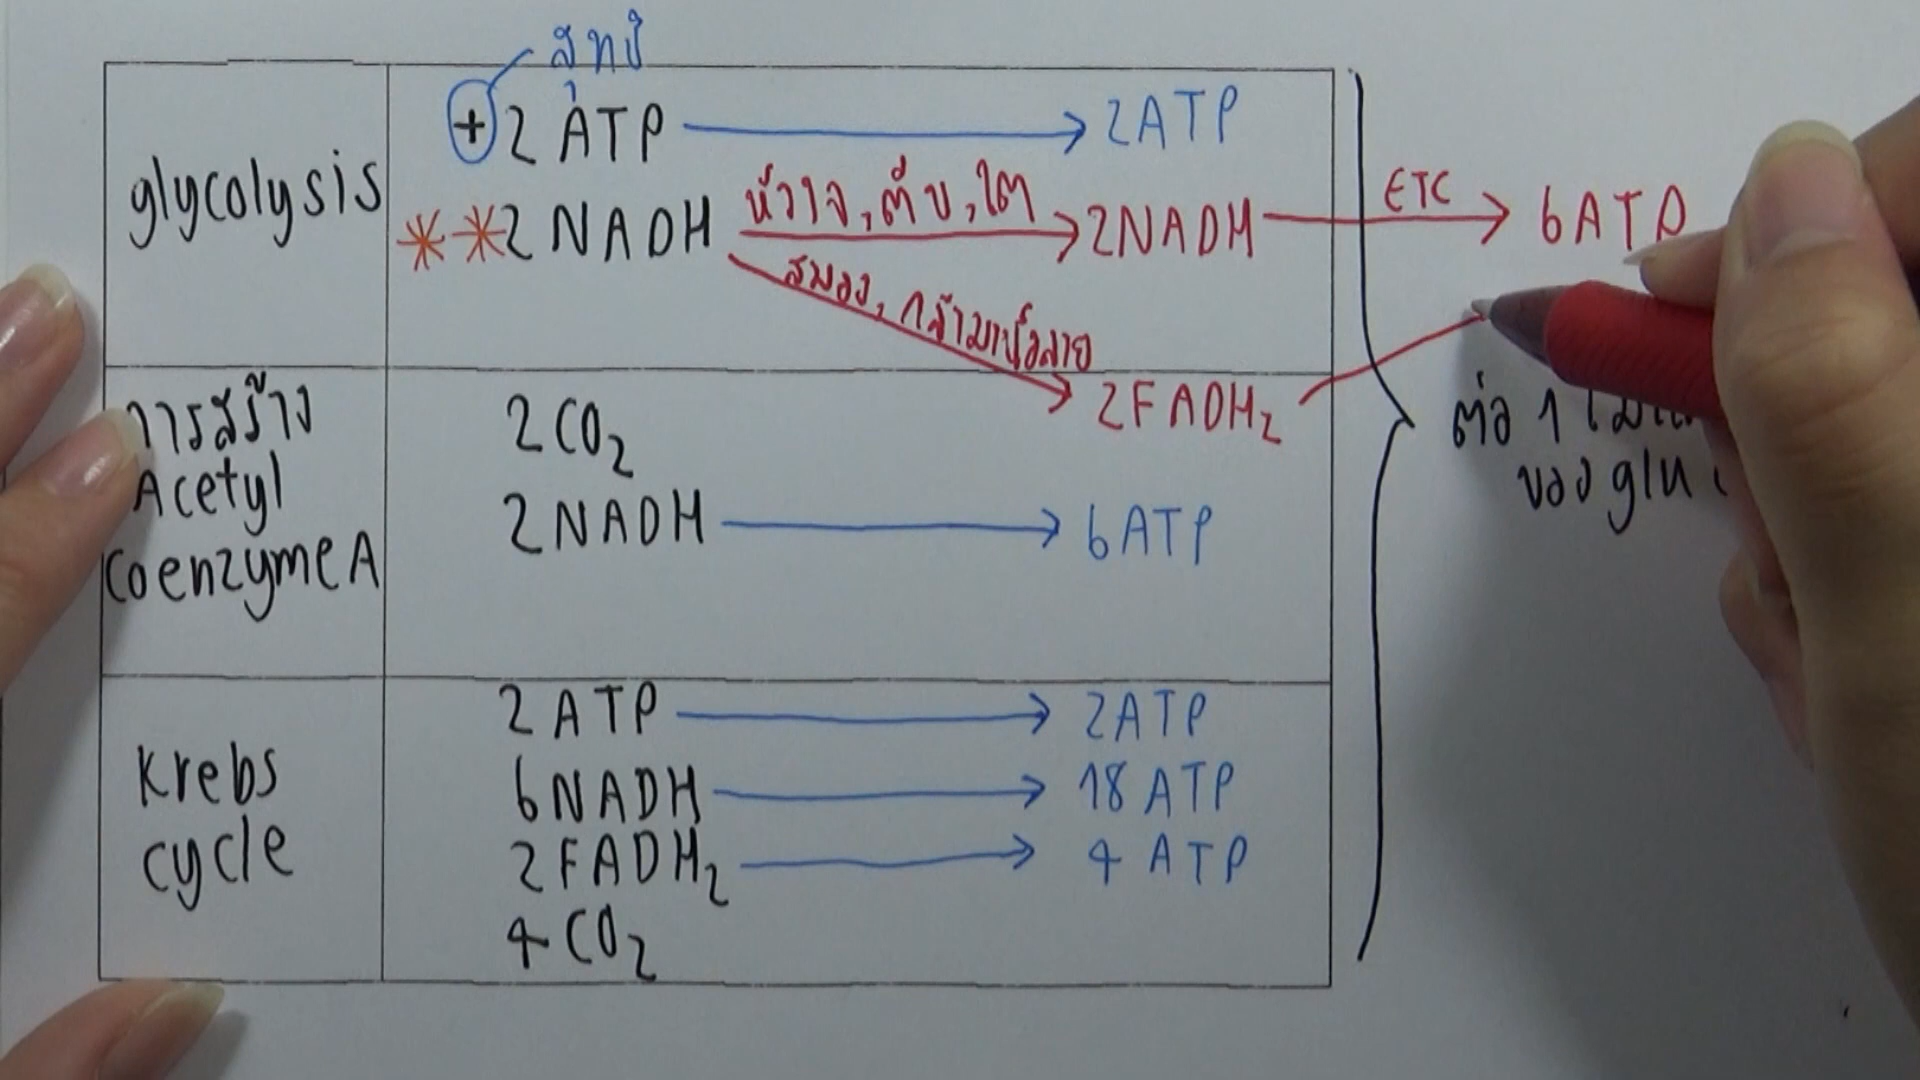 สุทธิ
glycolysis
+ 2 ATP → 2ATP
**2 NADH หัวใจ, ตับ, ไต → 2NADH ETC → 6ATP
สมอง, กล้ามเนื้อลาย → 2FADH₂
การสร้าง
Acetyl
Coenzyme A
2CO₂
2NADH → 6ATP
ต่อ 1
ของ glu
Krebs
cycle
2 ATP → 2ATP
6NADH → 18 ATP
2FADH₂ → 4 ATP
4CO₂